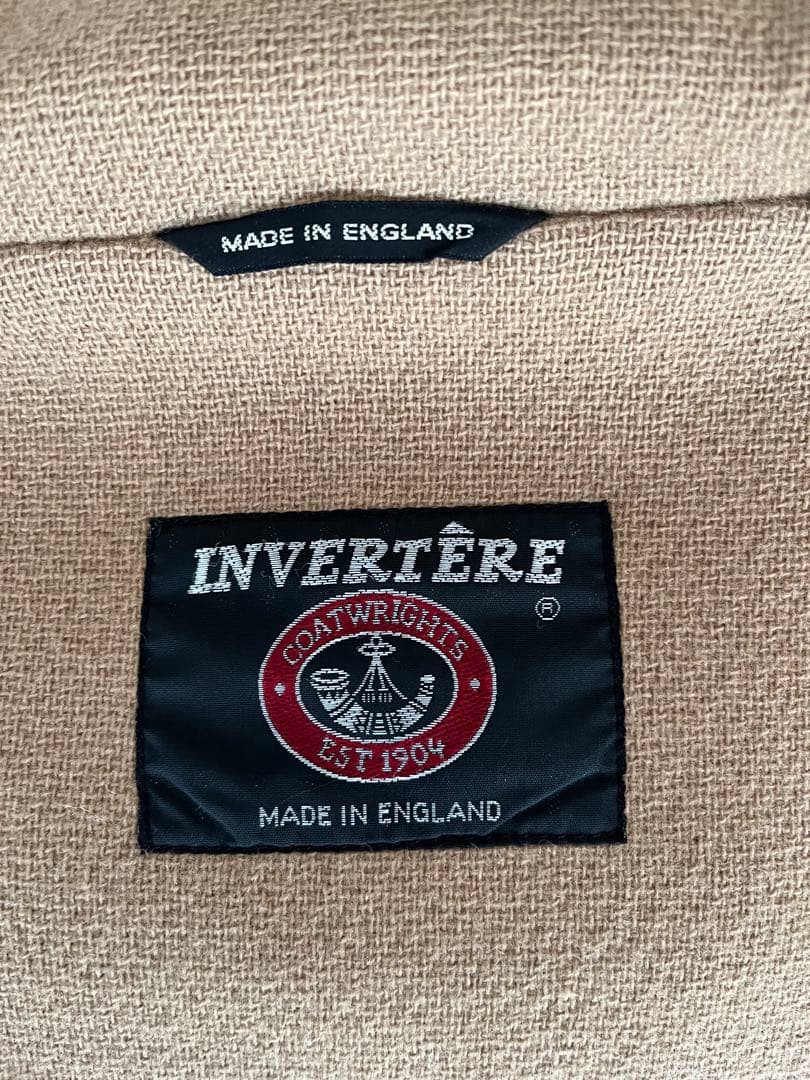 MADE IN ENGLAND
INVERTÊRE
®
COATWRIGHTS
EST 1904
MADE IN ENGLAND